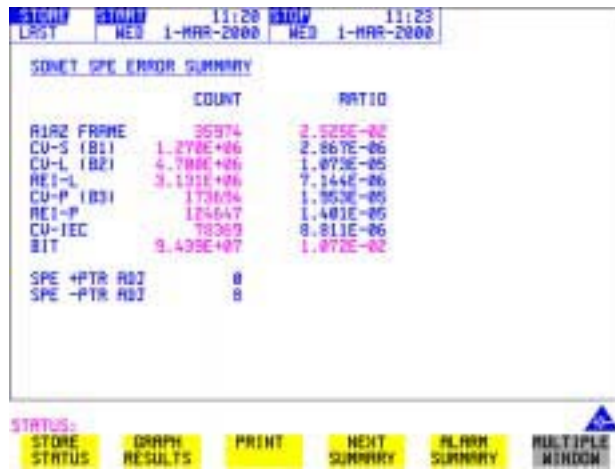 STORE START 11:20 STOP 11:23
LAST WED 1-MAR-2000 WED 1-MAR-2000
SONET SPE ERROR SUMMARY
COUNT RATIO
A1A2 FRAME 35974 2.525E-02
CV-S (B1) 1.270E+06 2.867E-06
CV-L (B2) 4.700E+06 1.073E-05
REI-L 3.131E+06 7.144E-06
CV-P (B3) 173694 1.953E-05
REI-P 124647 1.401E-05
CV-IEC 78369 8.811E-06
BIT 9.439E+07 1.072E-02
SPE +PTR ADJ 0
SPE -PTR ADJ 8
STATUS:
STORE STATUS GRAPH RESULTS PRINT NEXT SUMMARY ALARM SUMMARY MULTIPLE WINDOW